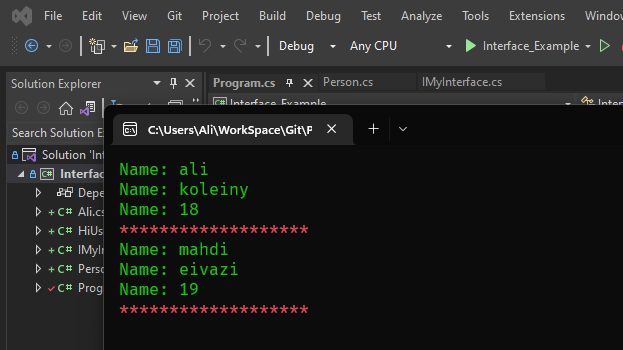 File Edit View Git Project Build Debug Test Analyze Tools Extensions Window
Debug Any CPU Interface_Example
Solution Explorer
Program.cs Person.cs IMyInterface.cs
Interface_Example
Search Solution E
C:\Users\Ali\WorkSpace\Git\P
Solution 'In
Interfac
Depe
Ali.cs
HiUs
IMyIn
Perso
Prog
Name: ali
Name: koleiny
Name: 18
*******************
Name: mahdi
Name: eivazi
Name: 19
*******************